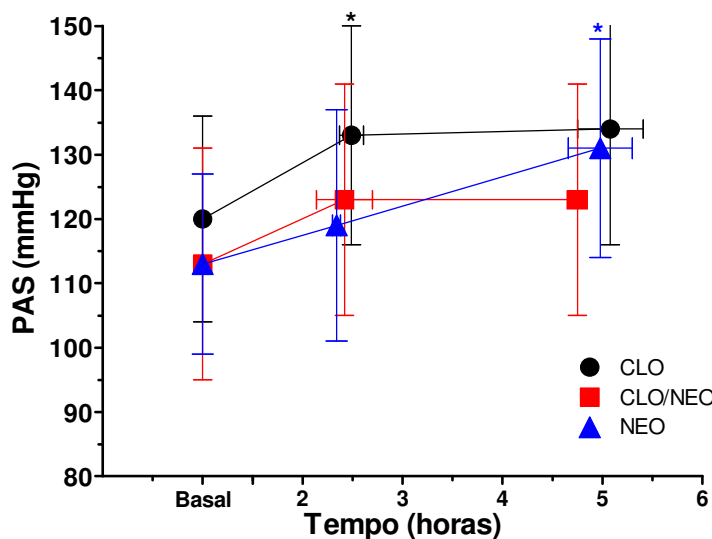 PAS (mmHg)
150
140
130
120
110
100
90
80
*
*
CLO
CLO/NEO
NEO
Basal 2 3 4 5 6
Tempo (horas)